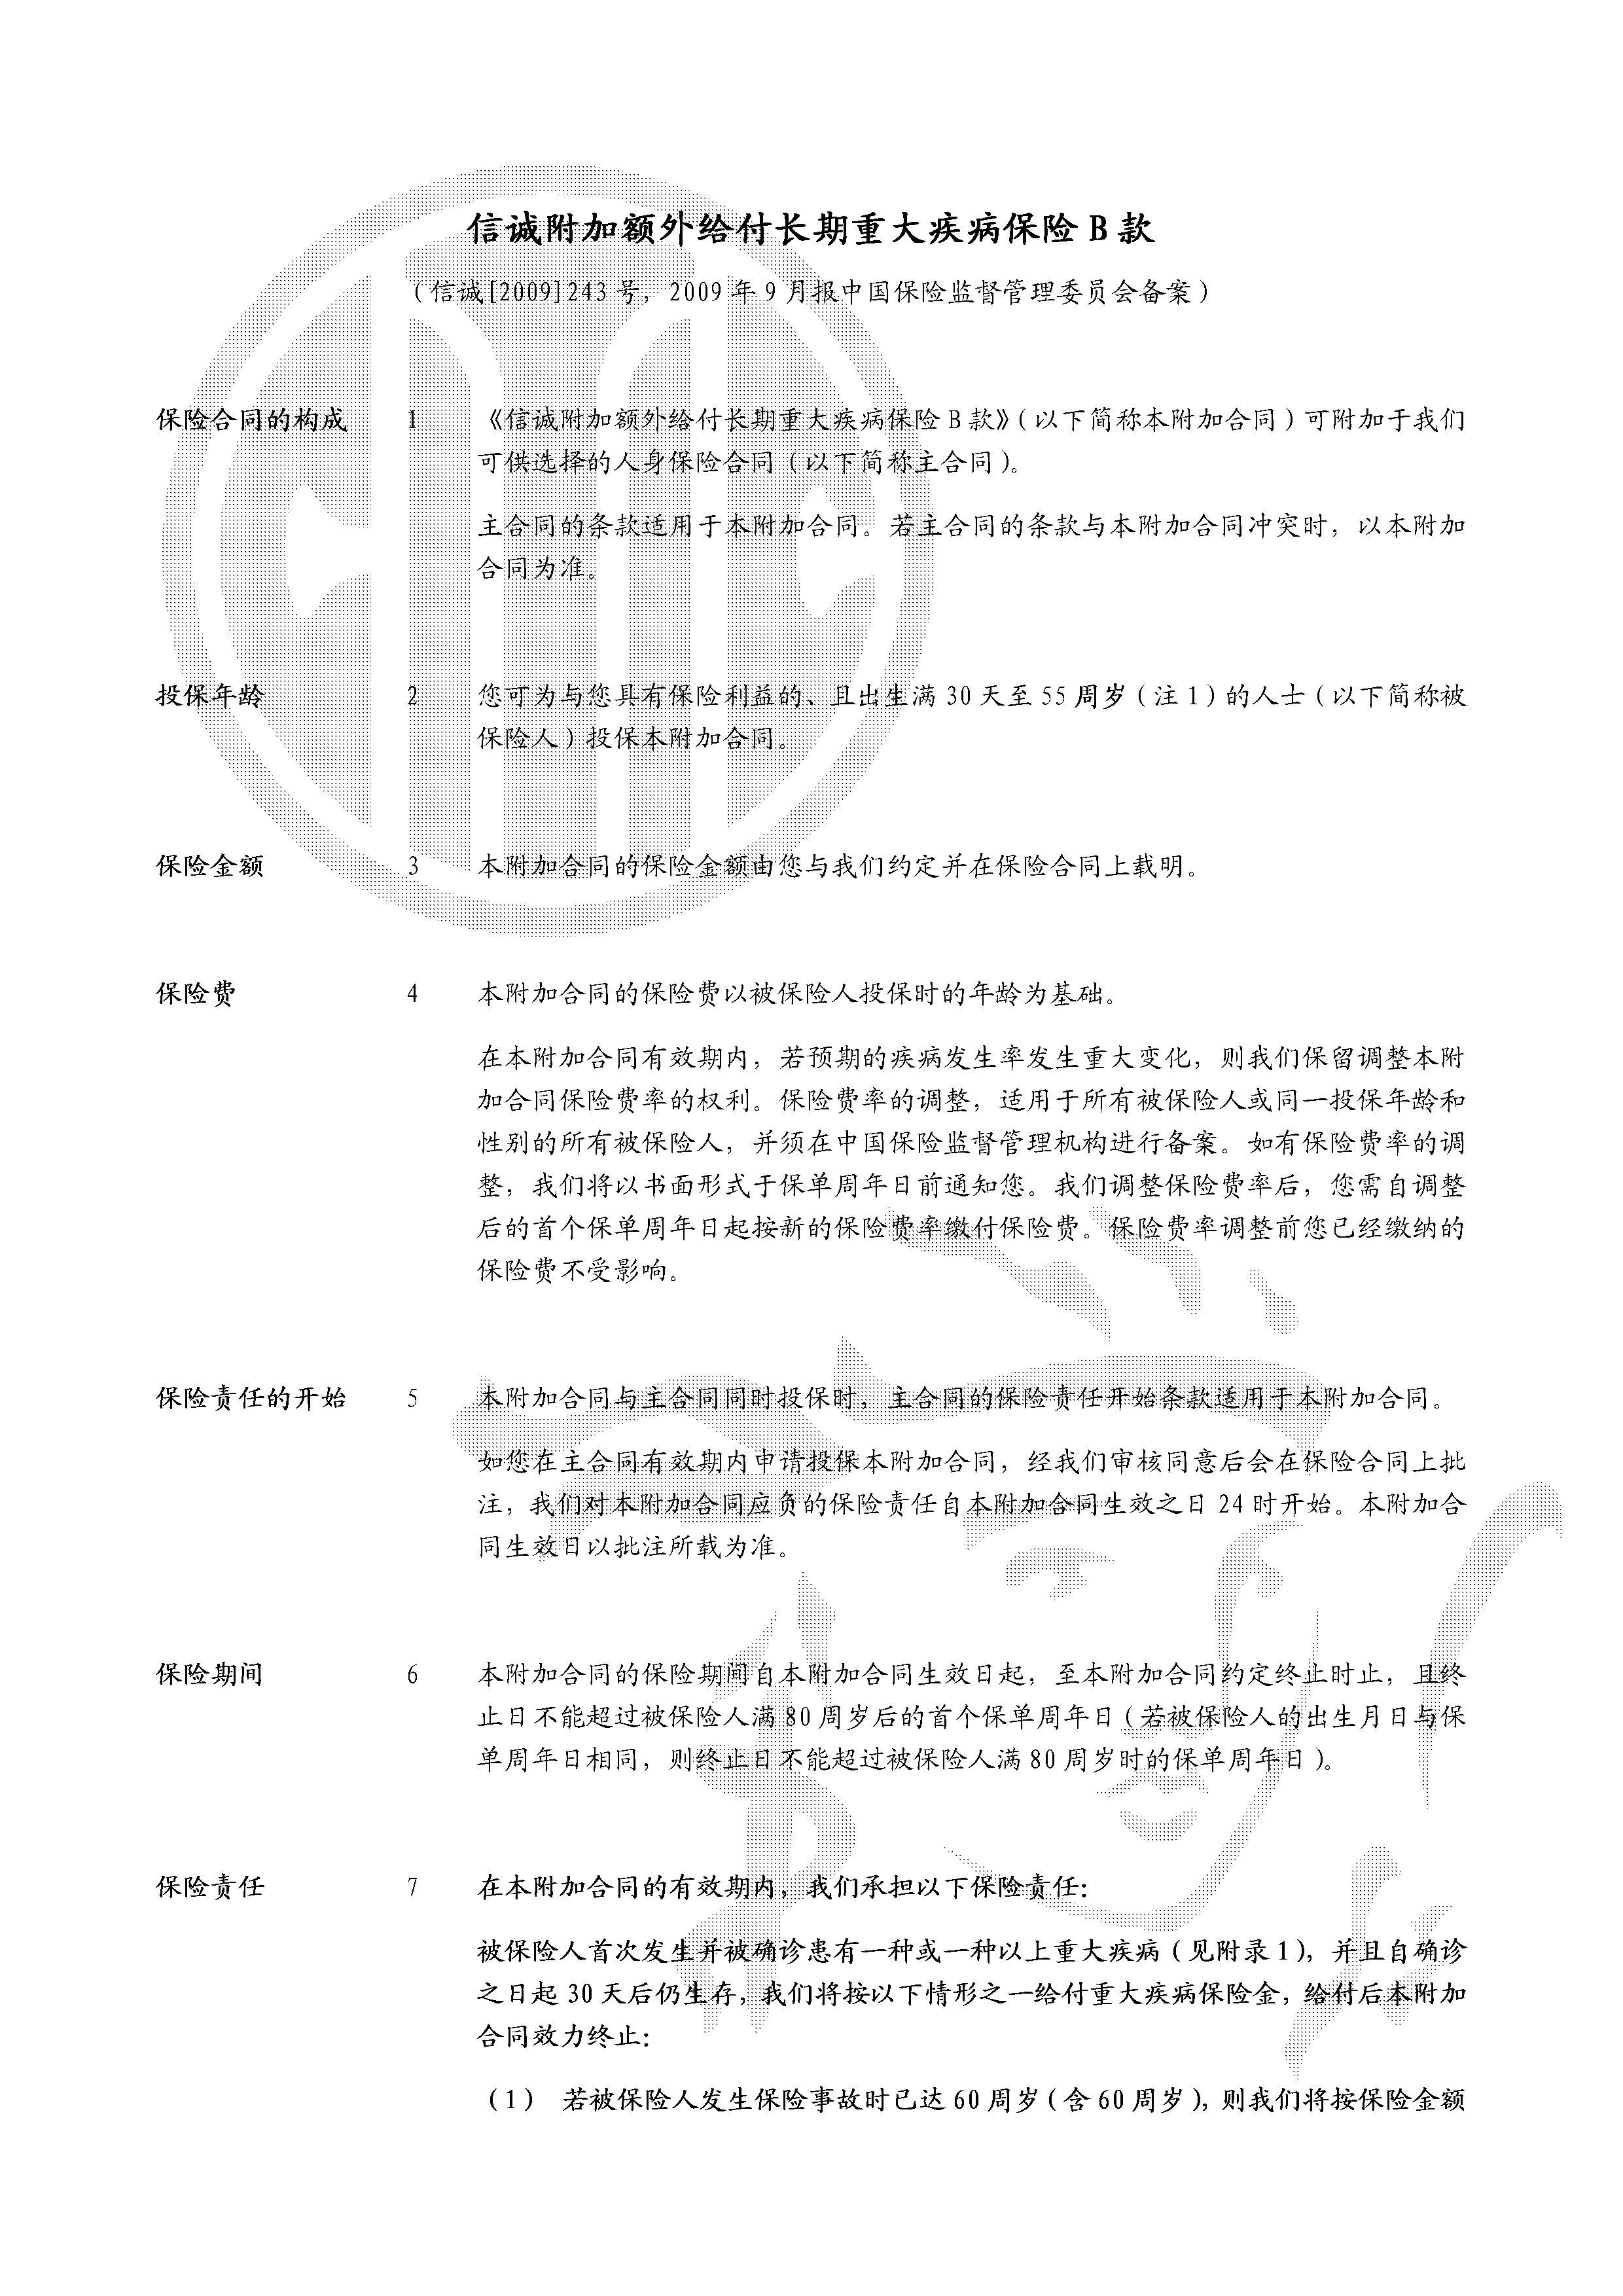 信诚附加额外给付长期重大疾病保险 B 款
（信诚[2009]243 号，2009 年 9 月报中国保险监督管理委员会备案）
保险合同的构成 1 《信诚附加额外给付长期重大疾病保险 B 款》（以下简称本附加合同）可附加于我们
可供选择的人身保险合同（以下简称主合同）。
主合同的条款适用于本附加合同。若主合同的条款与本附加合同冲突时，以本附加
合同为准。
投保年龄 2 您可为与您具有保险利益的、且出生满 30 天至 55 周岁（注 1）的人士（以下简称被
保险人）投保本附加合同。
保险金额 3 本附加合同的保险金额由您与我们约定并在保险合同上载明。
保险费 4 本附加合同的保险费以被保险人投保时的年龄为基础。
在本附加合同有效期内，若预期的疾病发生率发生重大变化，则我们保留调整本附
加合同保险费率的权利。保险费率的调整，适用于所有被保险人或同一投保年龄和
性别的所有被保险人，并须在中国保险监督管理机构进行备案。如有保险费率的调
整，我们将以书面形式于保单周年日前通知您。我们调整保险费率后，您需自调整
后的首个保单周年日起按新的保险费率缴付保险费。保险费率调整前您已经缴纳的
保险费不受影响。
保险责任的开始 5 本附加合同与主合同同时投保时，主合同的保险责任开始条款适用于本附加合同。
如您在主合同有效期内申请投保本附加合同，经我们审核同意后会在保险合同上批
注，我们对本附加合同应负的保险责任自本附加合同生效之日 24 时开始。本附加合
同生效日以批注所载为准。
保险期间 6 本附加合同的保险期间自本附加合同生效日起，至本附加合同约定终止时止，且终
止日不能超过被保险人满 80 周岁后的首个保单周年日（若被保险人的出生月日与保
单周年日相同，则终止日不能超过被保险人满 80 周岁时的保单周年日）。
保险责任 7 在本附加合同的有效期内，我们承担以下保险责任：
被保险人首次发生并被确诊患有一种或一种以上重大疾病（见附录 1），并且自确诊
之日起 30 天后仍生存，我们将按以下情形之一给付重大疾病保险金，给付后本附加
合同效力终止：
（1） 若被保险人发生保险事故时已达 60 周岁（含 60 周岁），则我们将按保险金额